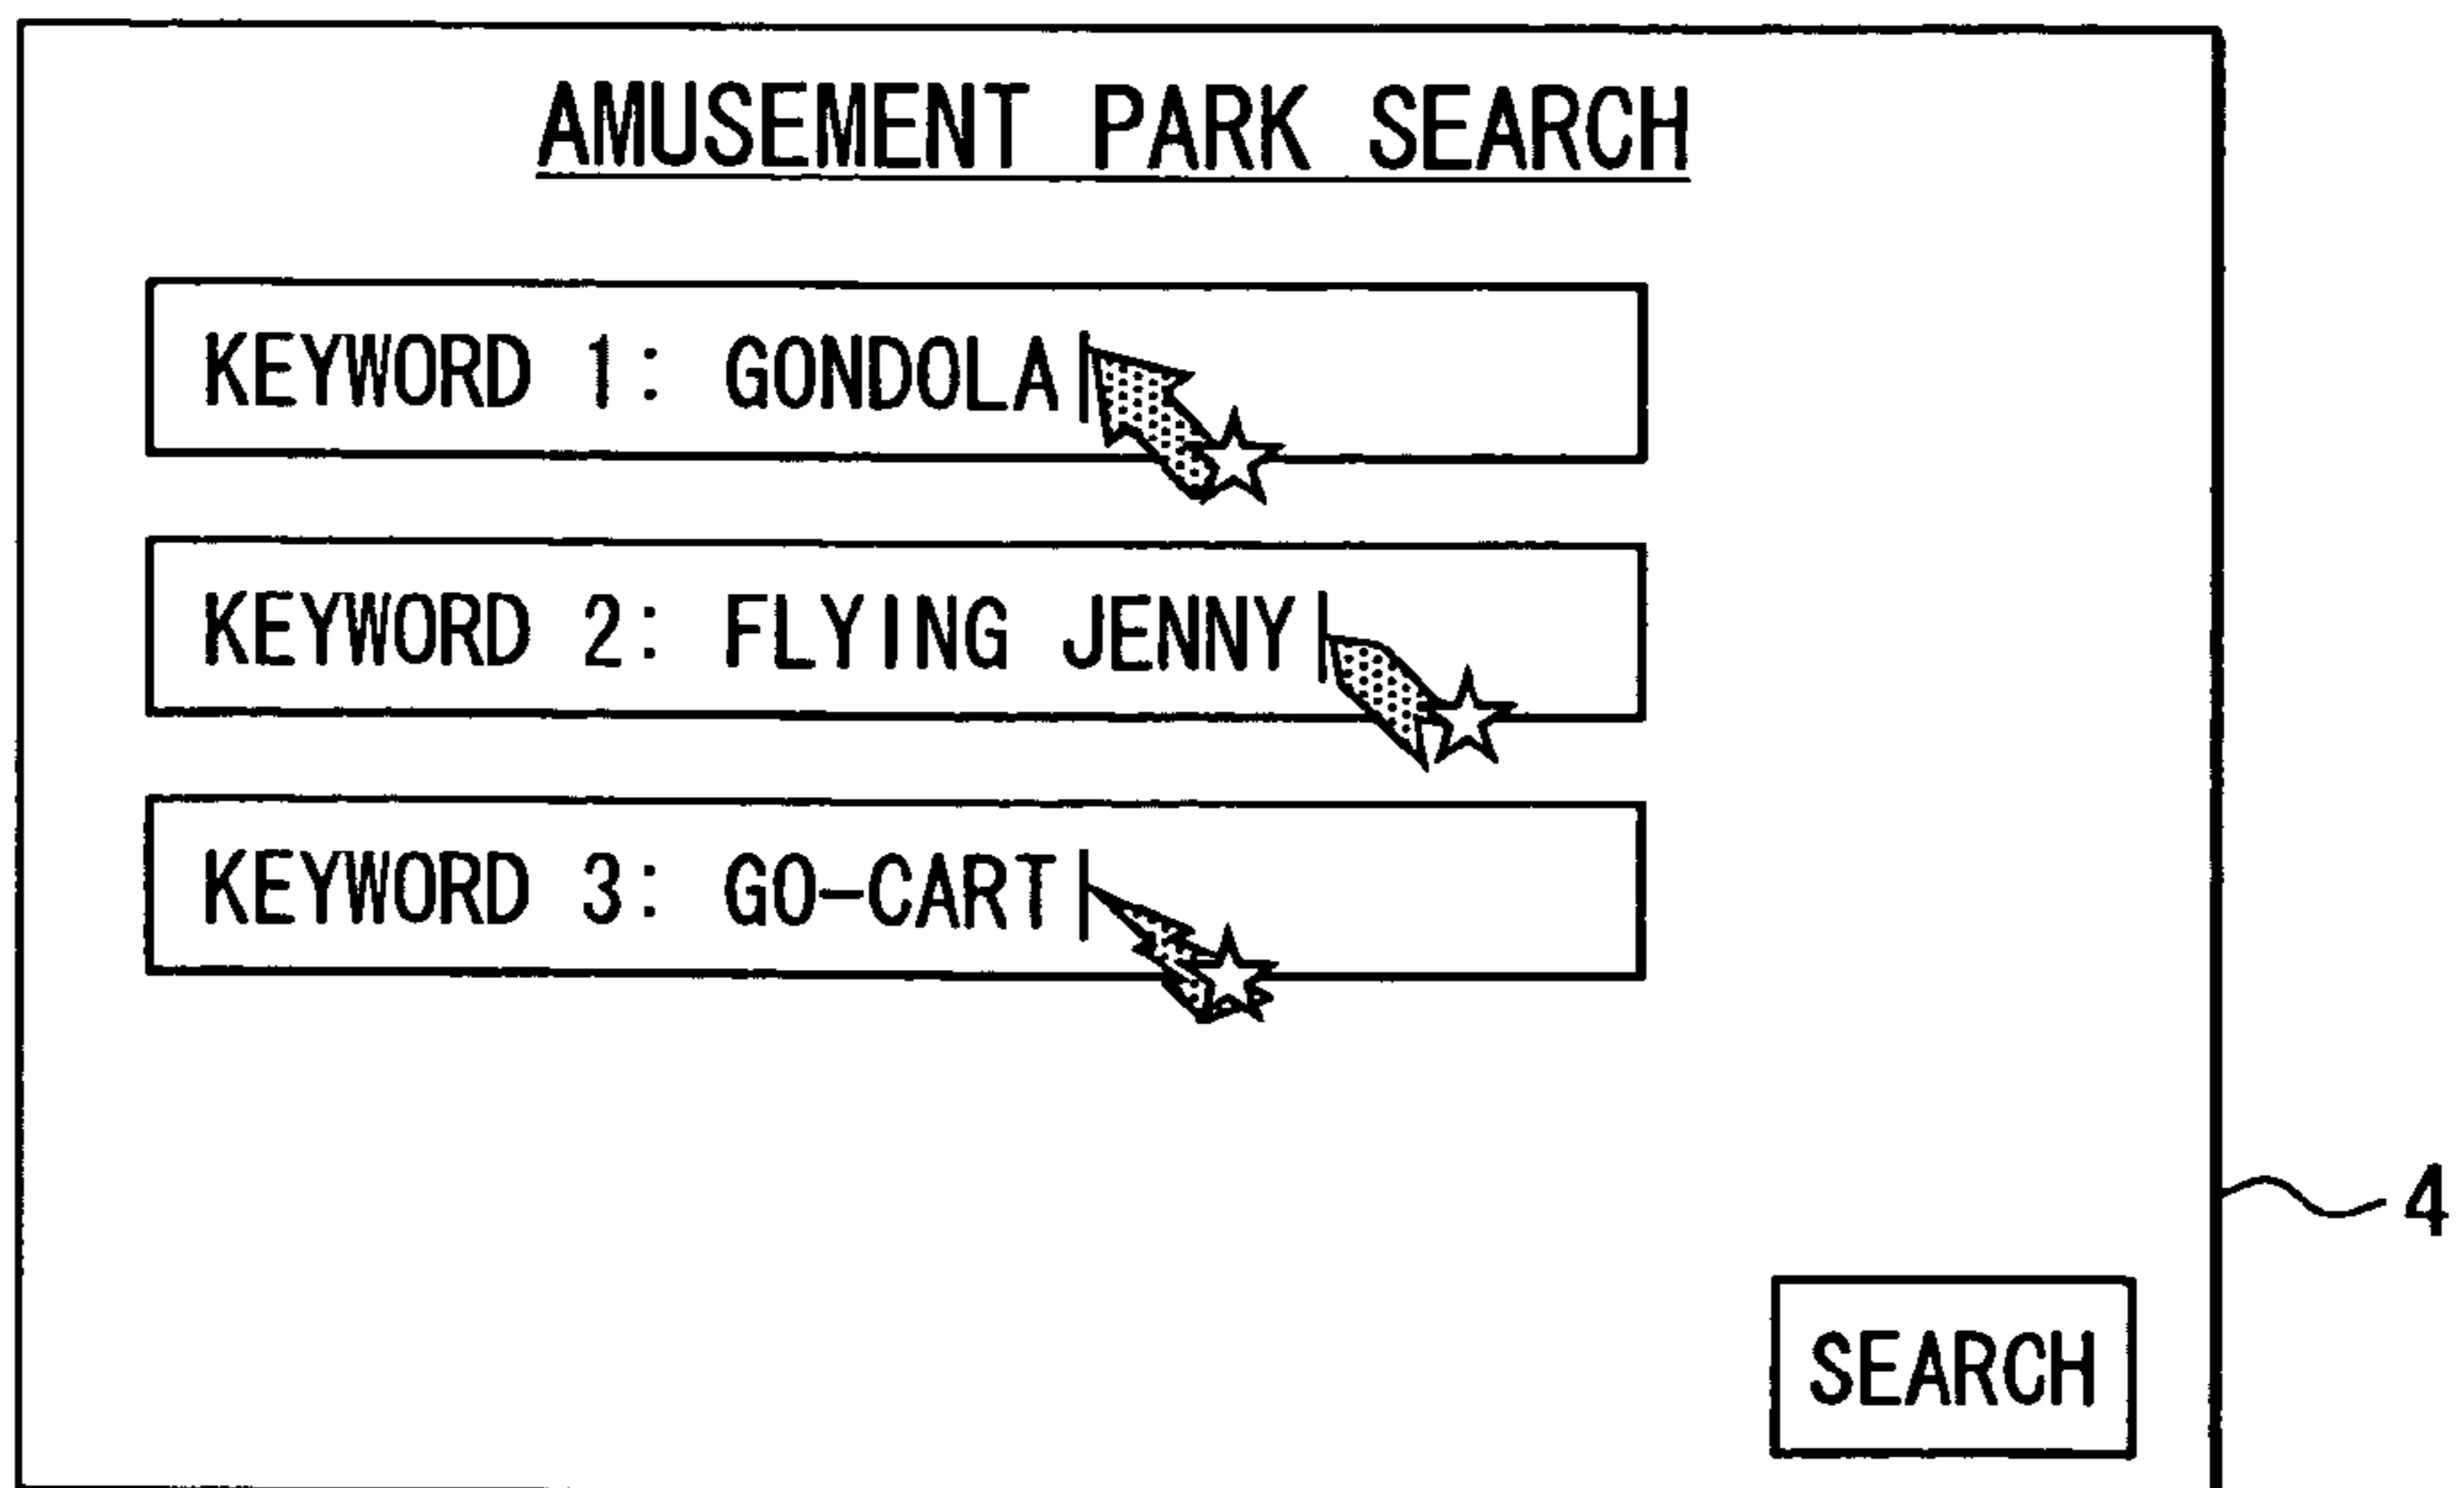 AMUSEMENT PARK SEARCH
KEYWORD 1: GONDOLA
KEYWORD 2: FLYING JENNY
KEYWORD 3: GO-CART
4
SEARCH